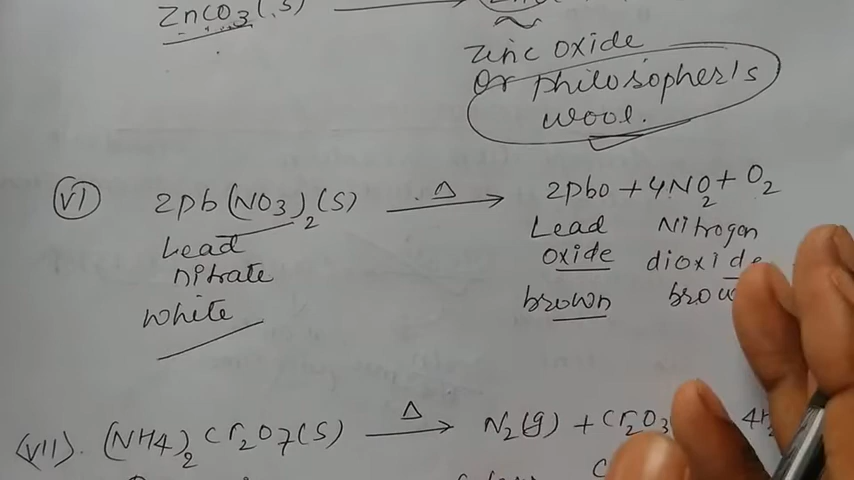 ZnCO3(s)
Zinc oxide
Or philosopher's
wool.
(VI) 2Pb(NO3)2(S) Δ→ 2Pbo + 4NO2 + O2
Lead Lead Nitrogen
nitrate oxide dioxide
white brown
(VII). (NH4)2Cr2O7(S) Δ→ N2(g) + Cr2O3